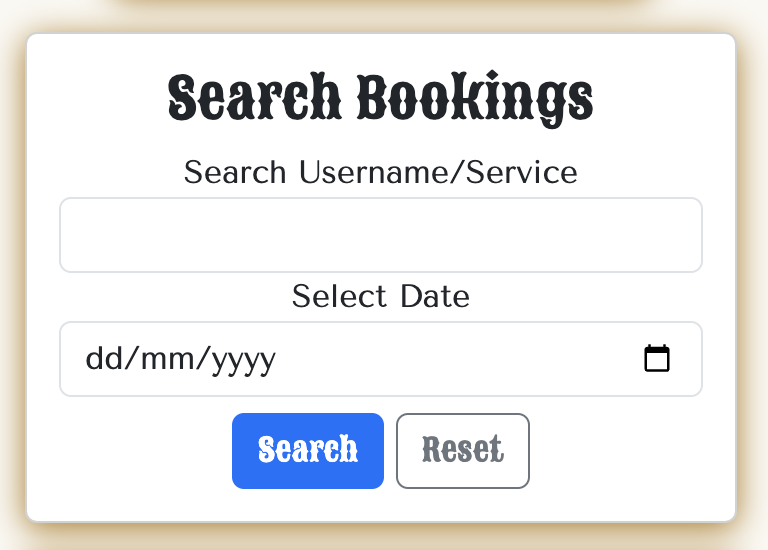 Search Bookings
Search Username/Service
Select Date
dd/mm/yyyy
Search Reset